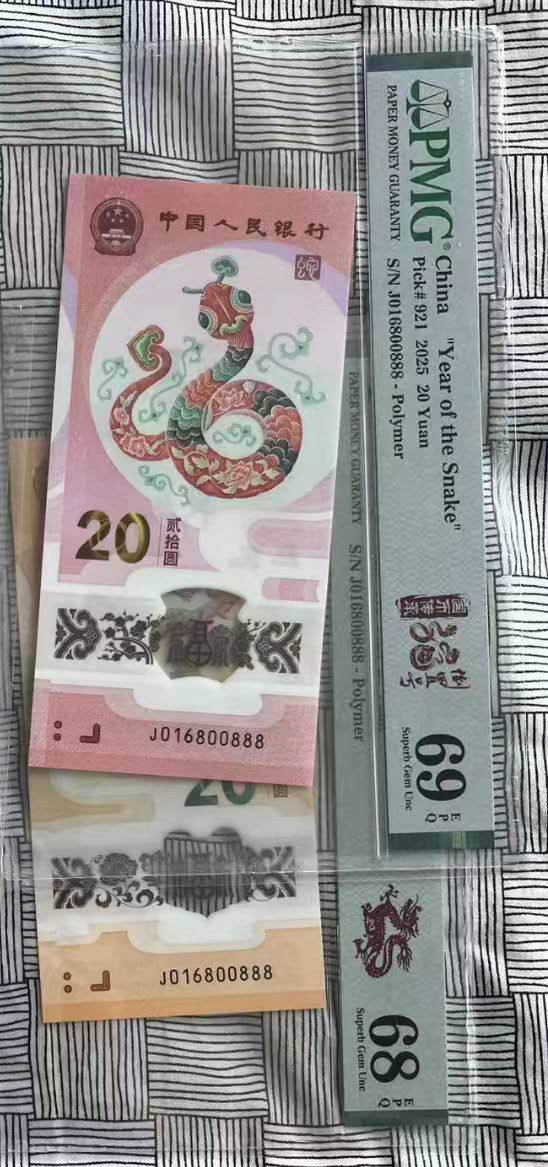 中国人民银行
20
贰拾圆
J016800888
PMG®
PAPER MONEY GUARANTY
China "Year of the Snake"
Pick# 921 2025 20 Yuan
S/N J016800888 - Polymer
69 EPQ
Superb Gem Unc
20
圆
J016800888
PAPER MONEY GUARANTY
S/N J016800888 - Polymer
68 EPQ
Superb Gem Unc